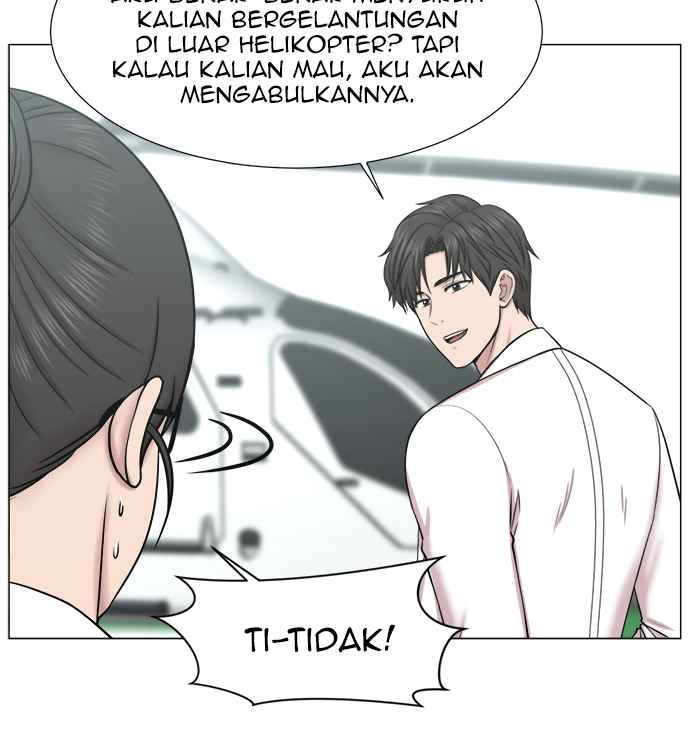 KALIAN BERGELANTUNGAN
DI LUAR HELIKOPTER? TAPI
KALAU KALIAN MAU, AKU AKAN
MENGABULKANNYA.
TI-TIDAK!